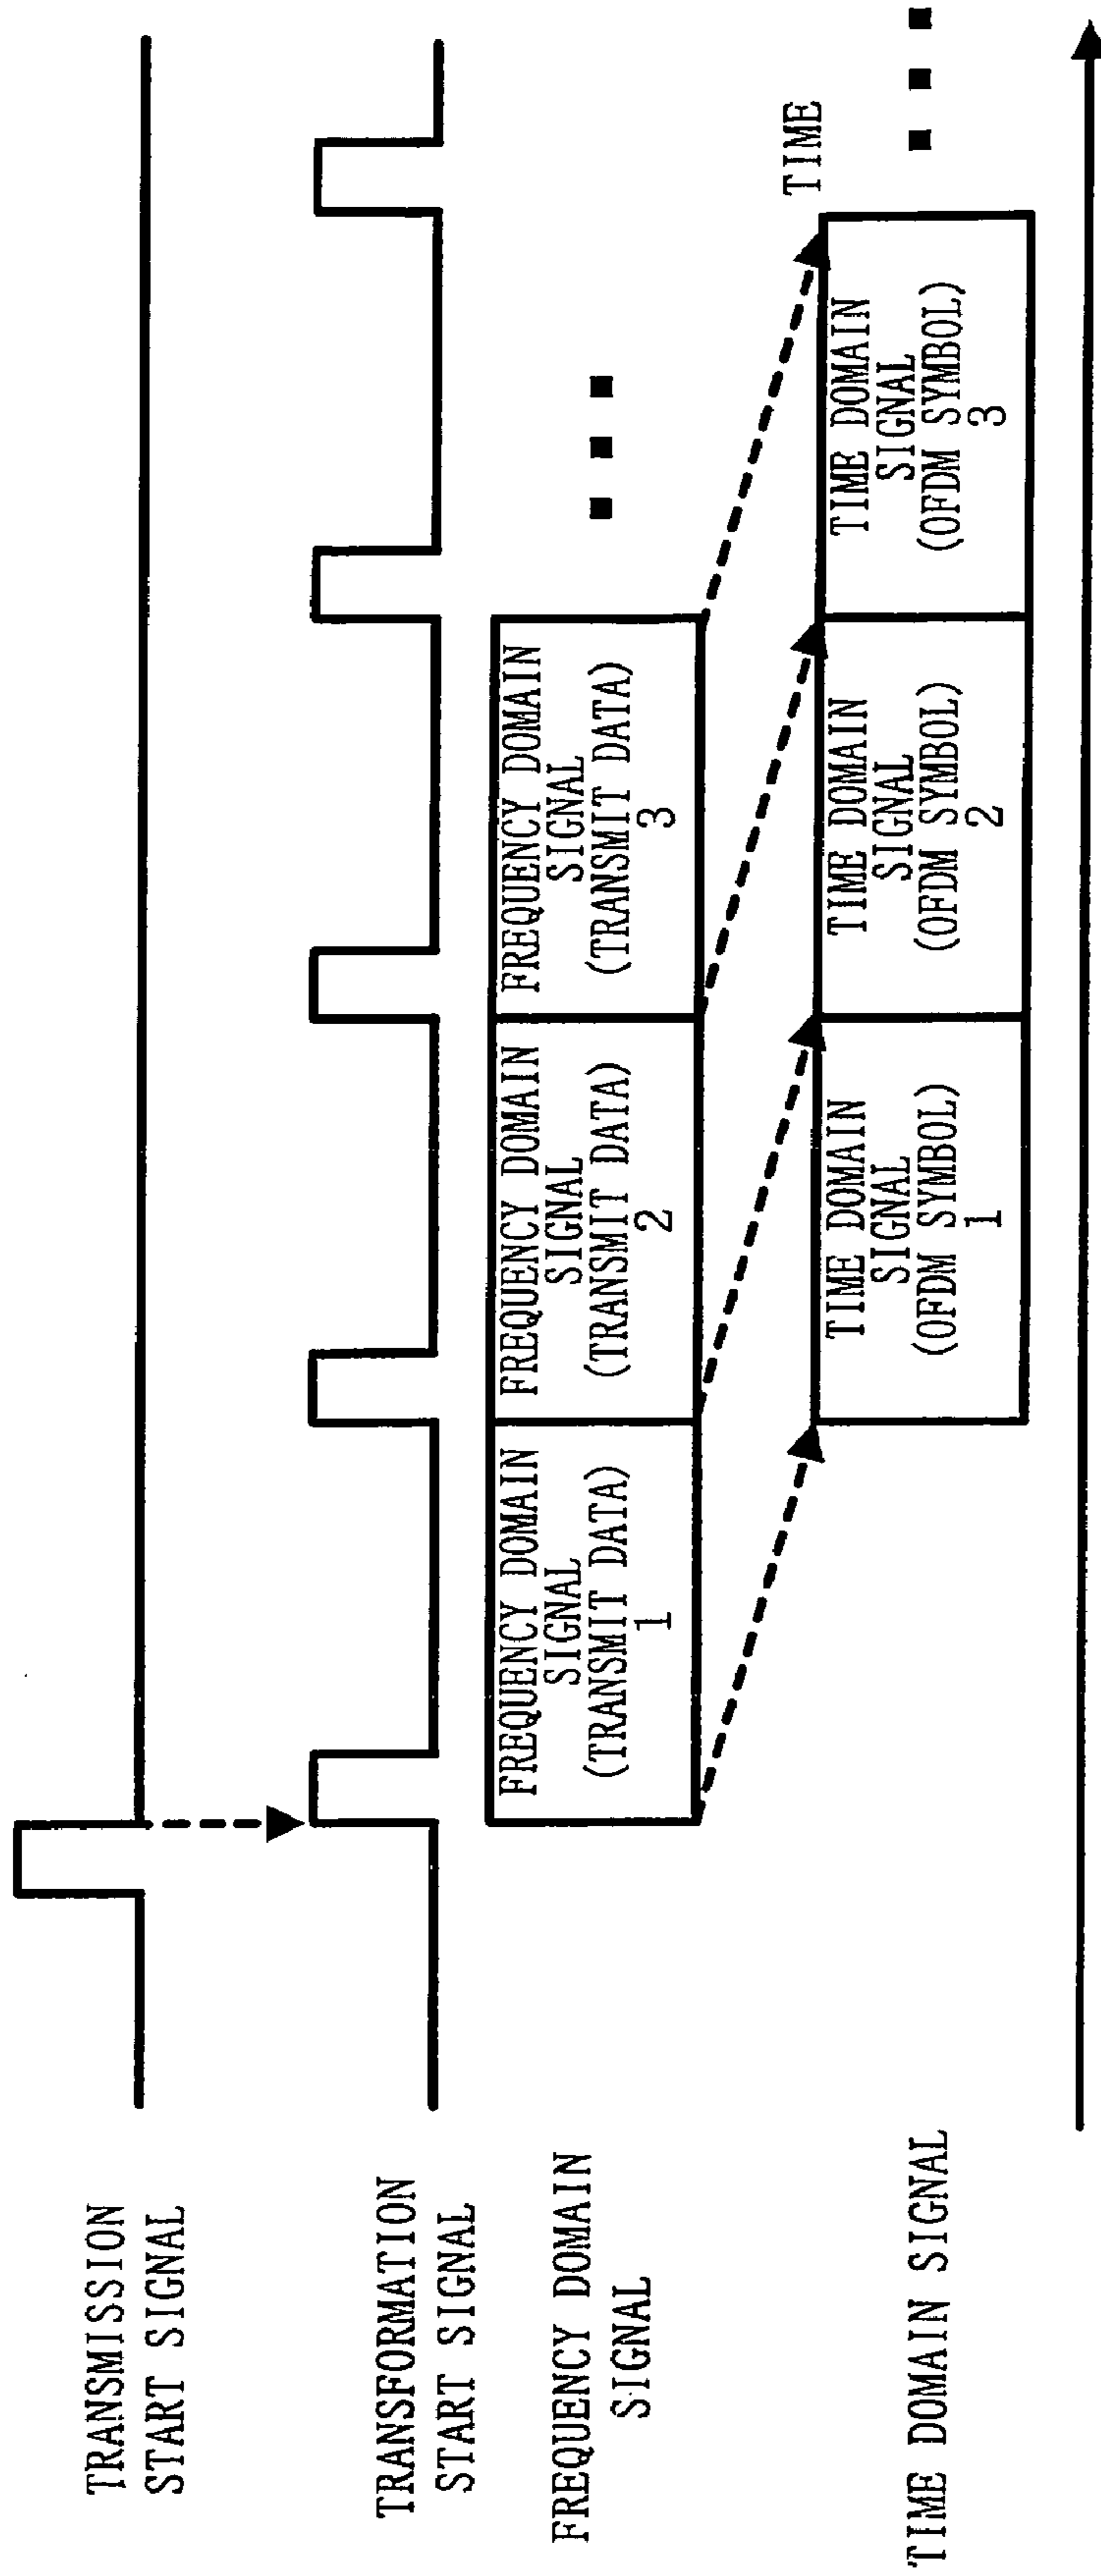 TRANSMISSION
START SIGNAL
TRANSFORMATION
START SIGNAL
FREQUENCY DOMAIN
SIGNAL
FREQUENCY DOMAIN
SIGNAL
(TRANSMIT DATA)
1
FREQUENCY DOMAIN
SIGNAL
(TRANSMIT DATA)
2
FREQUENCY DOMAIN
SIGNAL
(TRANSMIT DATA)
3
TIME DOMAIN SIGNAL
TIME DOMAIN
SIGNAL
(OFDM SYMBOL)
1
TIME DOMAIN
SIGNAL
(OFDM SYMBOL)
2
TIME DOMAIN
SIGNAL
(OFDM SYMBOL)
3
TIME